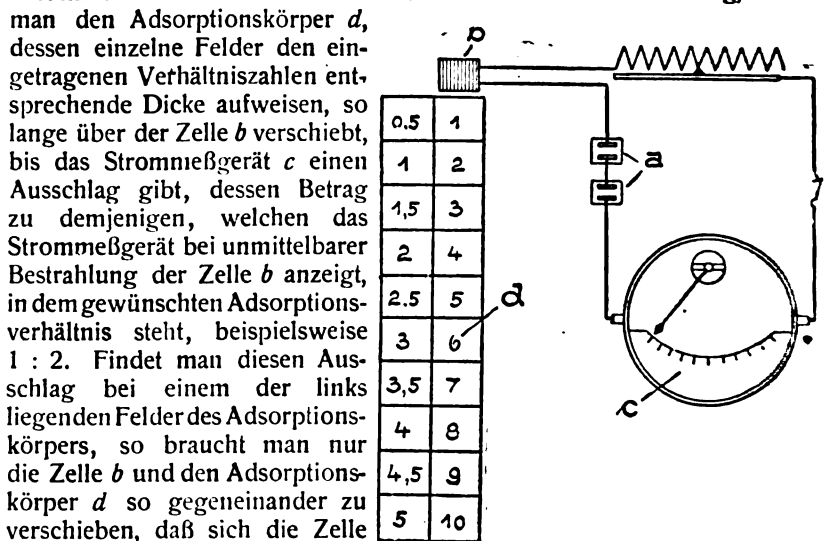 man den Adsorptionskörper d,
dessen einzelne Felder den ein-
getragenen Verhältniszahlen ent-
sprechende Dicke aufweisen, so
lange über der Zelle b verschiebt,
bis das Strommeßgerät c einen
Ausschlag gibt, dessen Betrag
zu demjenigen, welchen das
Strommeßgerät bei unmittelbarer
Bestrahlung der Zelle b anzeigt,
in dem gewünschten Adsorptions-
verhältnis steht, beispielsweise
1 : 2. Findet man diesen Aus-
schlag bei einem der links
liegenden Felder des Adsorptions-
körpers, so braucht man nur
die Zelle b und den Adsorptions-
körper d so gegeneinander zu
verschieben, daß sich die Zelle
b
0.5 1
1 2
1,5 3
2 4
2.5 5
3 6
3,5 7
4 8
4,5 9
5 10
a
d
c